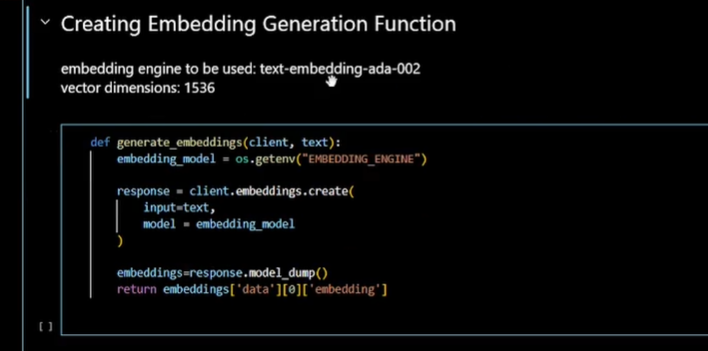 Creating Embedding Generation Function
embedding engine to be used: text-embedding-ada-002
vector dimensions: 1536
def generate_embeddings(client, text):
    embedding_model = os.getenv("EMBEDDING_ENGINE")
    response = client.embeddings.create(
        input=text,
        model = embedding_model
    )
    embeddings=response.model_dump()
    return embeddings['data'][0]['embedding']
[ ]